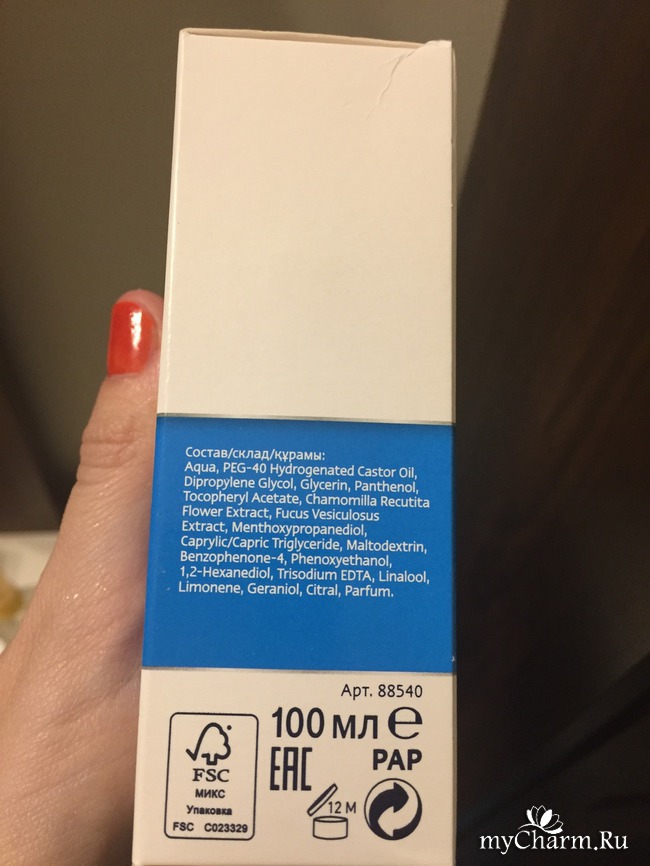 Состав/склад/құрамы:
Aqua, PEG-40 Hydrogenated Castor Oil,
Dipropylene Glycol, Glycerin, Panthenol,
Tocopheryl Acetate, Chamomilla Recutita
Flower Extract, Fucus Vesiculosus
Extract, Menthoxypropanediol,
Caprylic/Capric Triglyceride, Maltodextrin,
Benzophenone-4, Phenoxyethanol,
1,2-Hexanediol, Trisodium EDTA, Linalool,
Limonene, Geraniol, Citral, Parfum.
Арт. 88540
100 мл e
EAC
PAP
FSC
МИКС
Упаковка
FSC C023329
12 M
myCharm.Ru